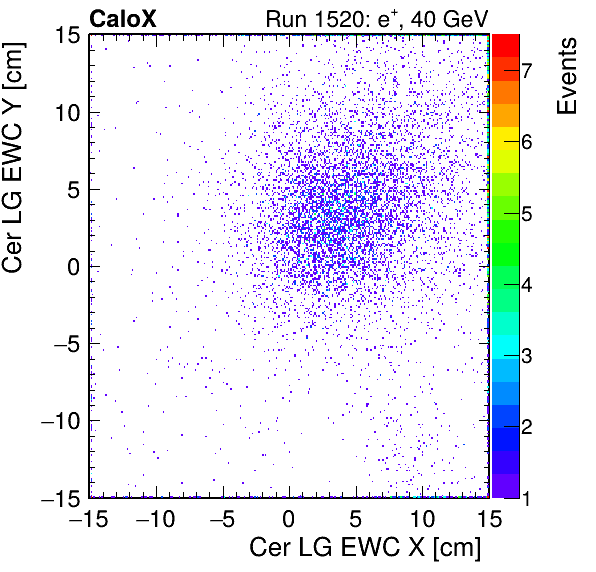 CaloX Run 1520: e+, 40 GeV
Cer LG EWC Y [cm]
15
10
5
0
−5
−10
−15
−15 −10 −5 0 5 10 15
Cer LG EWC X [cm]
Events
7
6
5
4
3
2
1